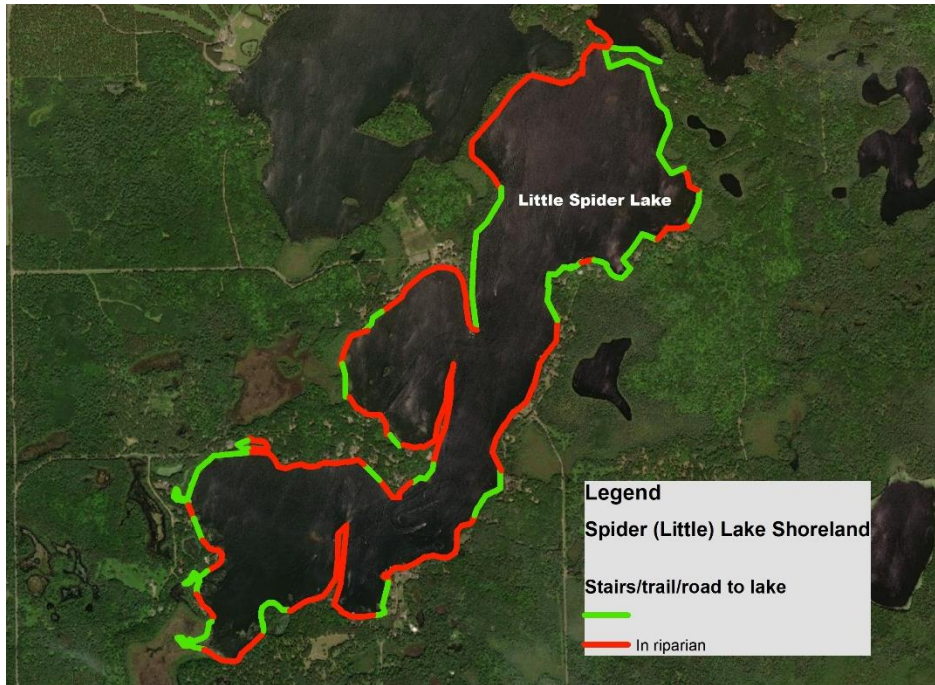 Little Spider Lake
Legend
Spider (Little) Lake Shoreland
Stairs/trail/road to lake
In riparian